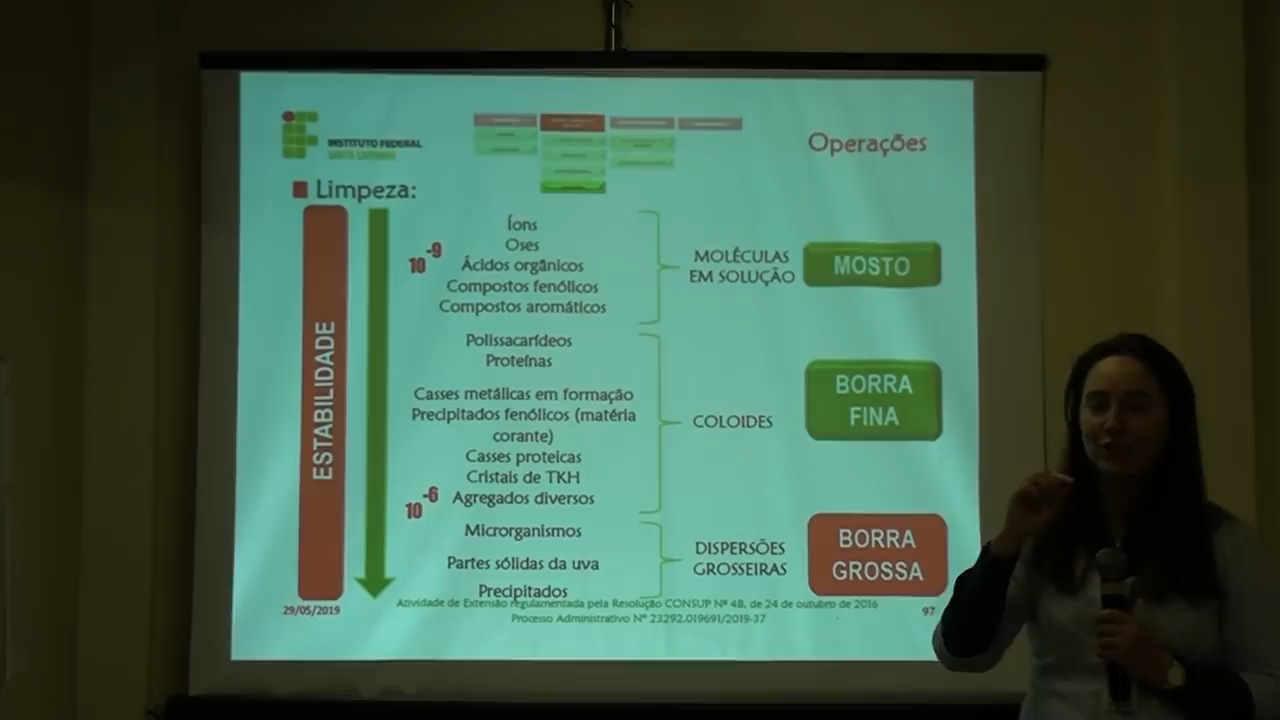 INSTITUTO FEDERAL
SANTA CATARINA
Operações
Limpeza:
ESTABILIDADE
10-9
Íons
Oses
Ácidos orgânicos
Compostos fenólicos
Compostos aromáticos
MOLÉCULAS
EM SOLUÇÃO
MOSTO
Polissacarídeos
Proteínas
Casses metálicas em formação
Precipitados fenólicos (matéria
corante)
Casses proteicas
Cristais de TKH
10-6
Agregados diversos
COLOIDES
BORRA
FINA
Microrganismos
Partes sólidas da uva
Precipitados
DISPERSÕES
GROSSEIRAS
BORRA
GROSSA
29/05/2019
Atividade de Extensão regulamentada pela Resolução CONSUP Nº 48, de 24 de outubro de 2016
Processo Administrativo Nº 23292.019691/2019-37
97